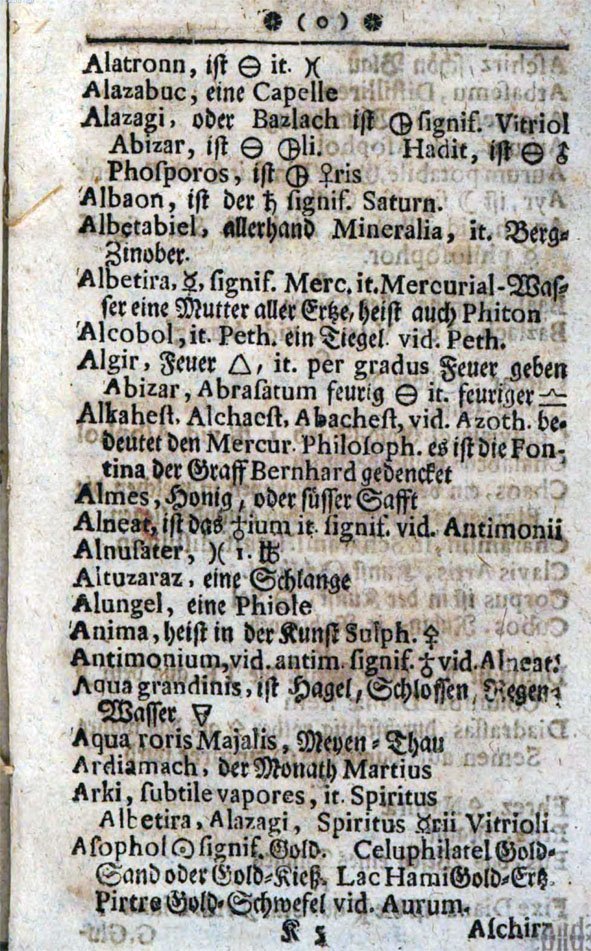 ❋ ( o ) ❋
Alatronn, iſt ⊖ it. )(
Alazabuc, eine Capelle
Alazagi, oder Bazlach iſt 🜖 ſignif. Vitriol
Abizar, iſt ⊖ 🜖li. Hadit, iſt ⊖ ⚷
Phoſporos, iſt 🜖 ♀ris
Albaon, iſt der ♄ ſignif. Saturn.
Albetabiel, allerhand Mineralia, it. Berg-
Zinober.
Albetira, ☿, ſignif. Merc. it. Mercurial-Waſ-
ſer eine Mutter aller Ertze, heiſt auch Phiton
Alcobol, it. Peth. ein Tiegel vid. Peth.
Algir, Feuer △, it. per gradus Feuer geben
Abizar, Abraſatum feurig ⊖ it. feuriger ♎
Alkaheſt, Alchaeſt, Abacheſt, vid. Azoth. be-
deutet den Mercur. Philoſoph. es iſt die Fon-
tina der Graff Bernhard gedencket
Almes, Honig, oder ſüſſer Safft
Alneat, iſt das ♁ium it. ſignif. vid. Antimonii
Alnuſater, )( i.
Altuzaraz, eine Schlange
Alungel, eine Phiole
Anima, heiſt in der Kunſt Sulph. 🜍
Antimonium, vid. antim. ſignif. ♁ vid. Alneat.
Aqua grandinis, iſt Hagel, Schloſſen, Regen-
Waſſer 🜄
Aqua roris Majalis, Meyen-Thau
Ardiamach, der Monath Martius
Arki, ſubtile vapores, it. Spiritus
Albetira, Alazagi, Spiritus ☿rii Vitrioli
Aſophol ☉ ſignif. Gold. Celuphilatel Gold-
Sand oder Gold-Kieß. Lac Hami Gold-Ertz
Pirtre Gold-Schwefel vid. Aurum.
K 5 Aſchirz